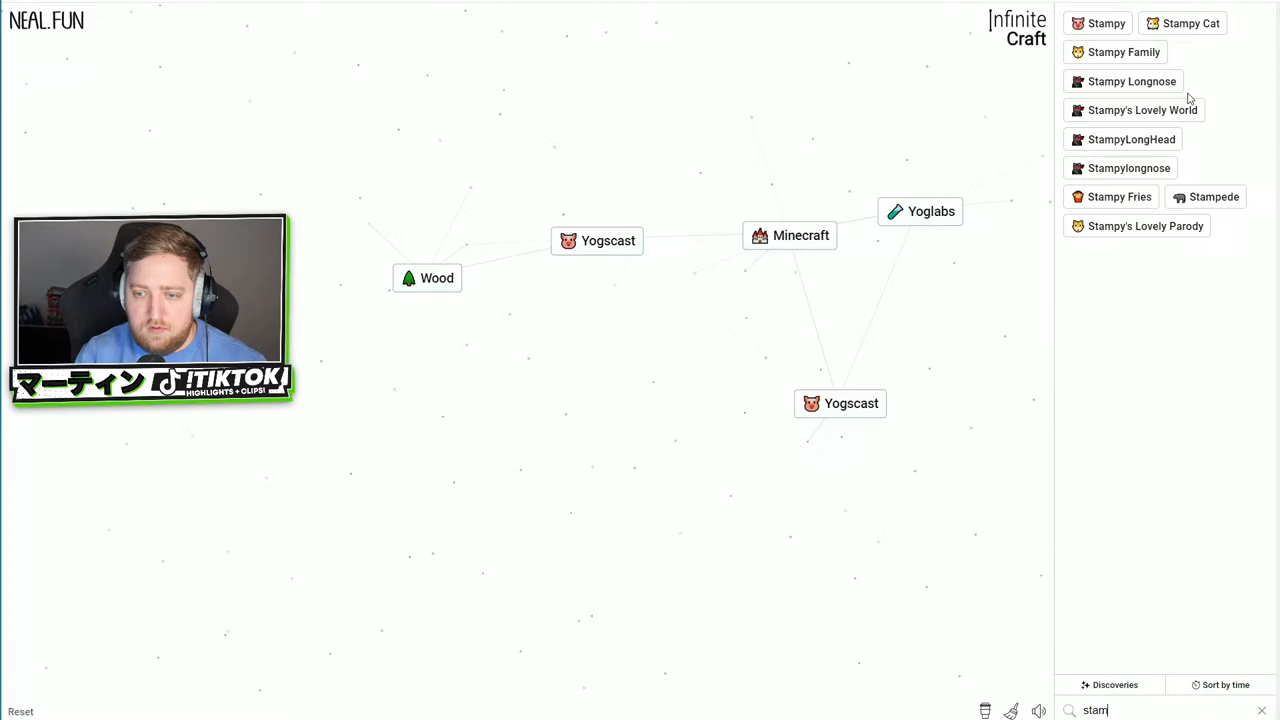 NEAL.FUN
Infinite
Craft
Stampy
Stampy Cat
Stampy Family
Stampy Longnose
Stampy's Lovely World
StampyLongHead
Stampylongnose
Stampy Fries
Stampede
Stampy's Lovely Parody
Yoglabs
Minecraft
Yogscast
Wood
Yogscast
マーティン
!TIKTOK
HIGHLIGHTS + CLIPS!
Discoveries
Sort by time
Reset
stam